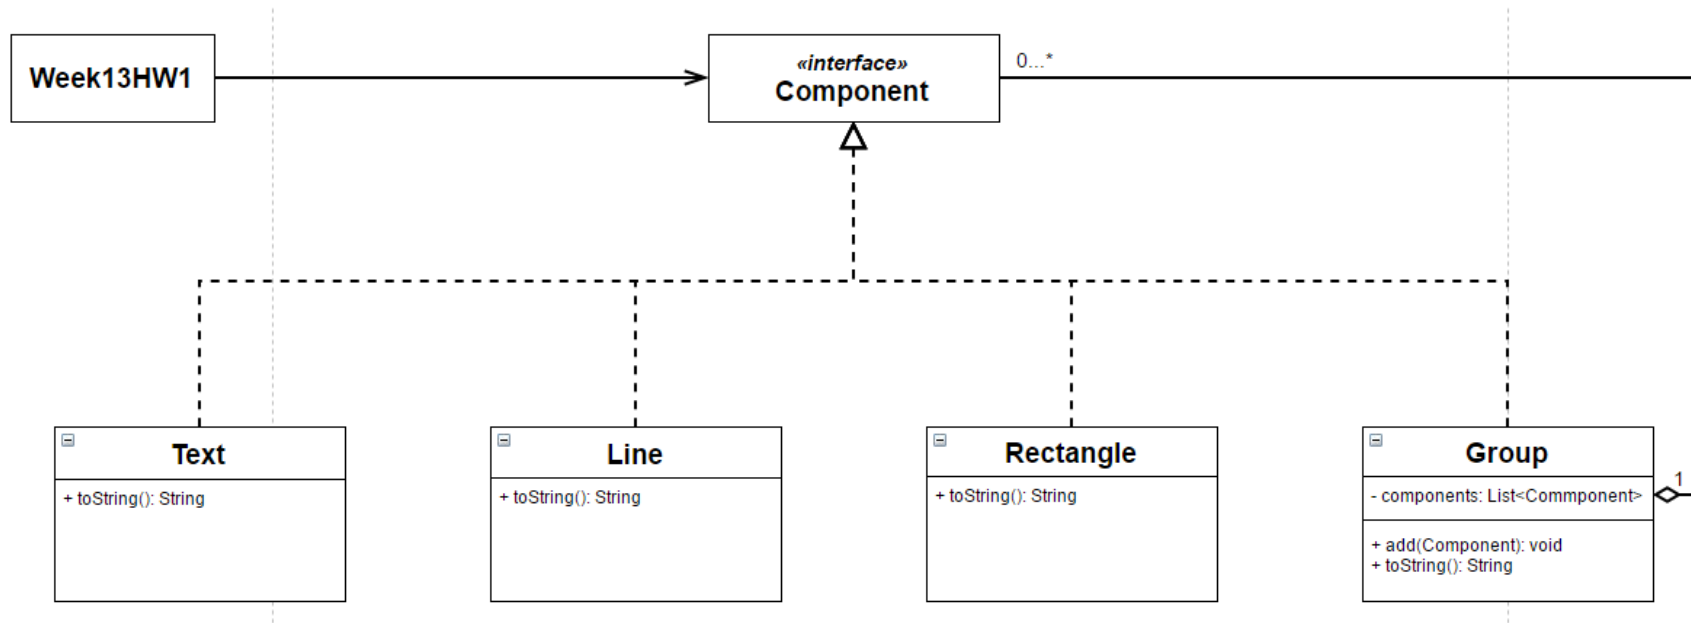 Week13HW1
«interface»
Component
0...*
Text
+ toString(): String
Line
+ toString(): String
Rectangle
+ toString(): String
Group
- components: List<Commponent>
1
+ add(Component): void
+ toString(): String